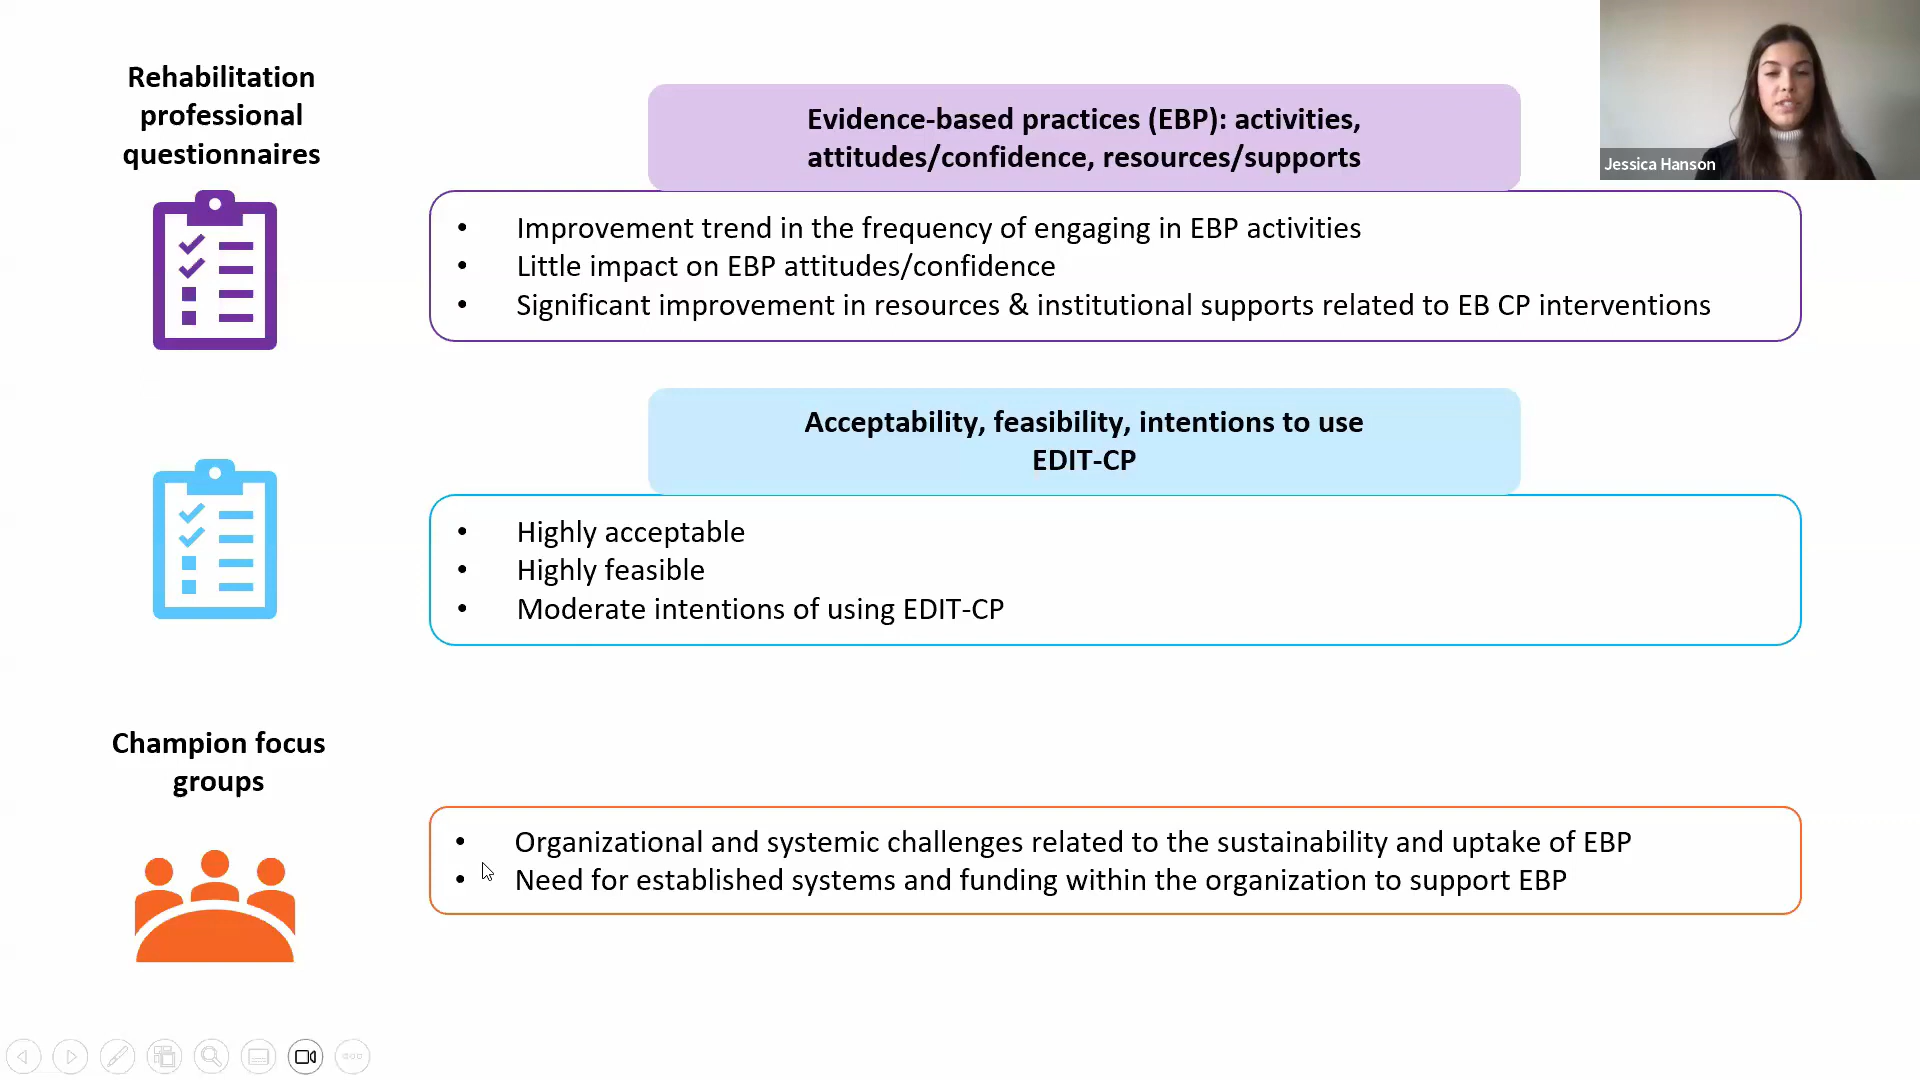 Rehabilitation
professional
questionnaires
Evidence-based practices (EBP): activities,
attitudes/confidence, resources/supports
Jessica Hanson
• Improvement trend in the frequency of engaging in EBP activities
• Little impact on EBP attitudes/confidence
• Significant improvement in resources & institutional supports related to EB CP interventions
Acceptability, feasibility, intentions to use
EDIT-CP
• Highly acceptable
• Highly feasible
• Moderate intentions of using EDIT-CP
Champion focus
groups
• Organizational and systemic challenges related to the sustainability and uptake of EBP
• Need for established systems and funding within the organization to support EBP